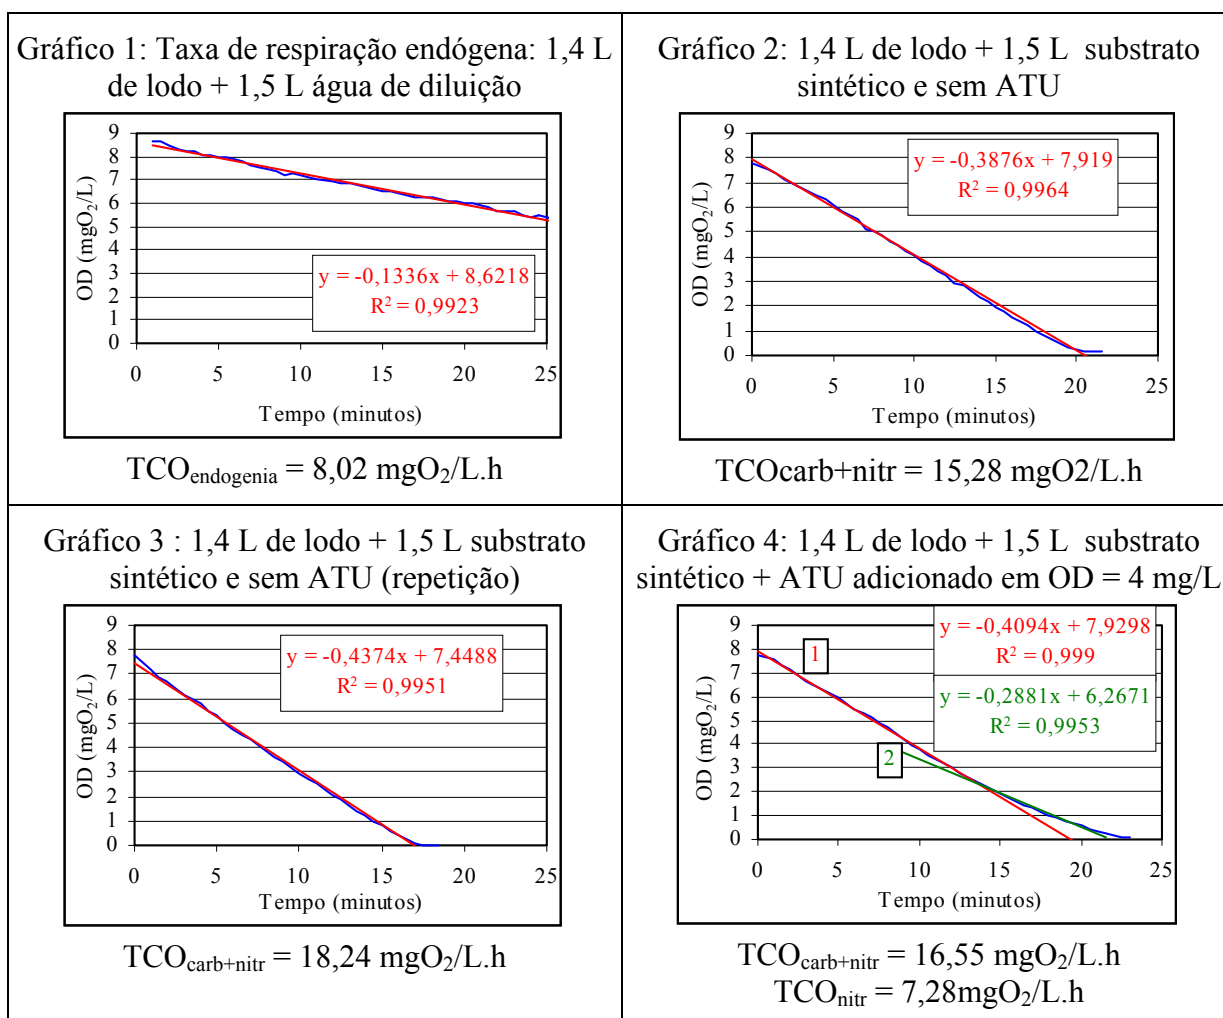 Gráfico 1: Taxa de respiração endógena: 1,4 L
de lodo + 1,5 L água de diluição
9
8
7
6
5
4
3
2
1
0
OD (mgO₂/L)
y = -0,1336x + 8,6218
R² = 0,9923
0 5 10 15 20 25
Tempo (minutos)
TCOendogenia = 8,02 mgO₂/L.h
Gráfico 2: 1,4 L de lodo + 1,5 L substrato
sintético e sem ATU
9
8
7
6
5
4
3
2
1
0
OD (mgO₂/L)
y = -0,3876x + 7,919
R² = 0,9964
0 5 10 15 20 25
Tempo (minutos)
TCOcarb+nitr = 15,28 mgO2/L.h
Gráfico 3 : 1,4 L de lodo + 1,5 L substrato
sintético e sem ATU (repetição)
9
8
7
6
5
4
3
2
1
0
OD (mgO₂/L)
y = -0,4374x + 7,4488
R² = 0,9951
0 5 10 15 20 25
Tempo (minutos)
TCOcarb+nitr = 18,24 mgO₂/L.h
Gráfico 4: 1,4 L de lodo + 1,5 L substrato
sintético + ATU adicionado em OD = 4 mg/L
9
8
7
6
5
4
3
2
1
0
OD (mgO₂/L)
1
y = -0,4094x + 7,9298
R² = 0,999
y = -0,2881x + 6,2671
R² = 0,9953
2
0 5 10 15 20 25
Tempo (minutos)
TCOcarb+nitr = 16,55 mgO₂/L.h
TCOnitr = 7,28mgO₂/L.h